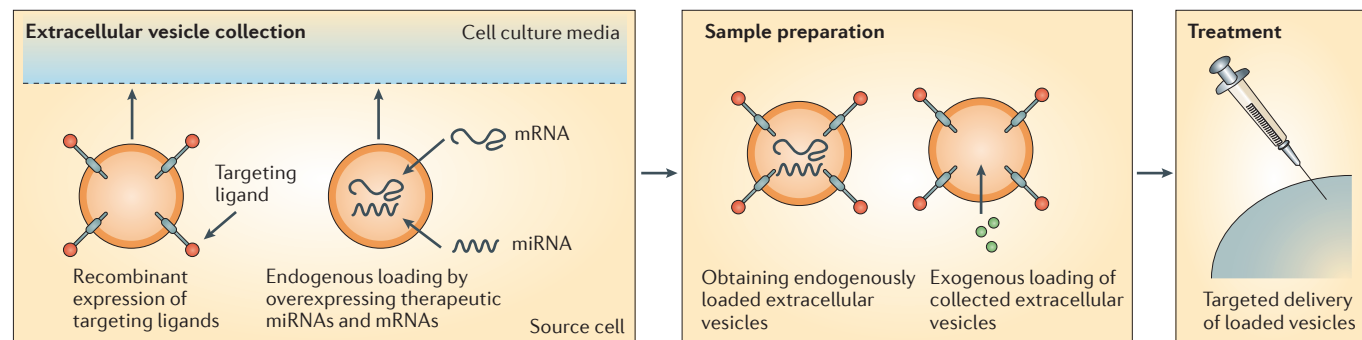 Extracellular vesicle collection
Cell culture media
mRNA
Targeting
ligand
miRNA
Recombinant
expression of
targeting ligands
Endogenous loading by
overexpressing therapeutic
miRNAs and mRNAs
Source cell
Sample preparation
Obtaining endogenously
loaded extracellular
vesicles
Exogenous loading of
collected extracellular
vesicles
Treatment
Targeted delivery
of loaded vesicles